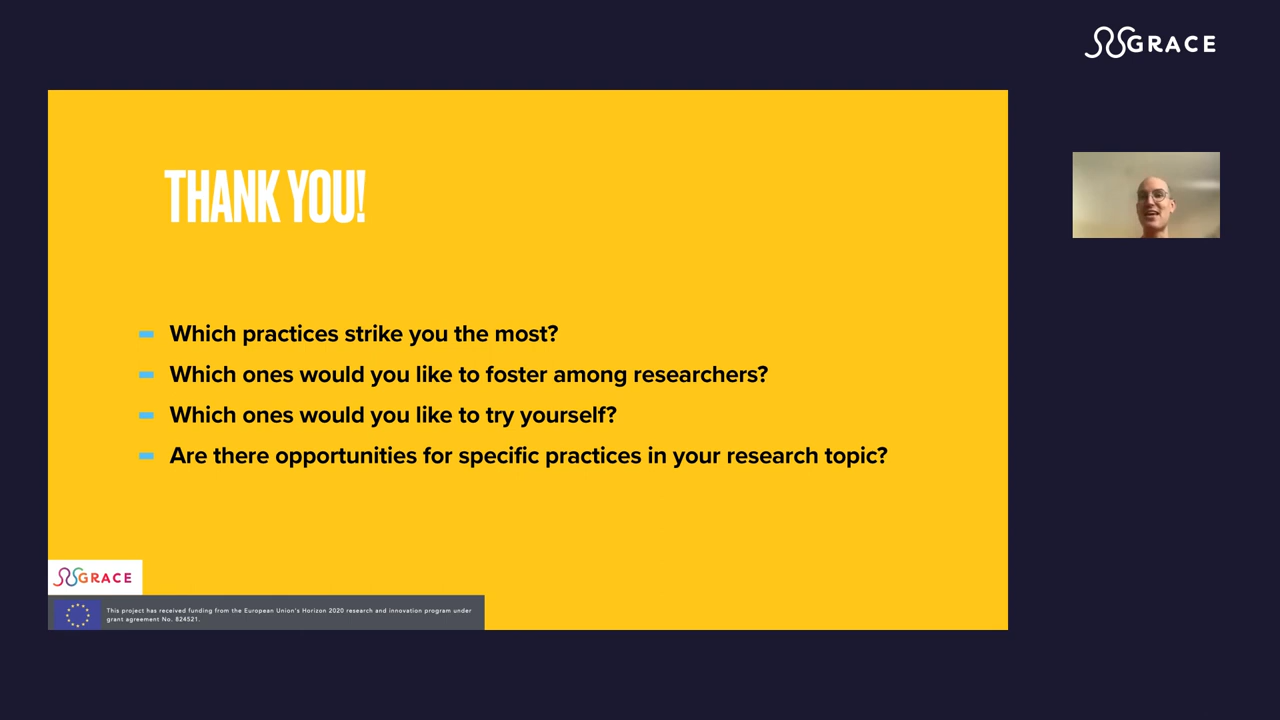 GRACE
THANK YOU!
Which practices strike you the most?
Which ones would you like to foster among researchers?
Which ones would you like to try yourself?
Are there opportunities for specific practices in your research topic?
GRACE
This project has received funding from the European Union's Horizon 2020 research and innovation program under
grant agreement No. 824521.